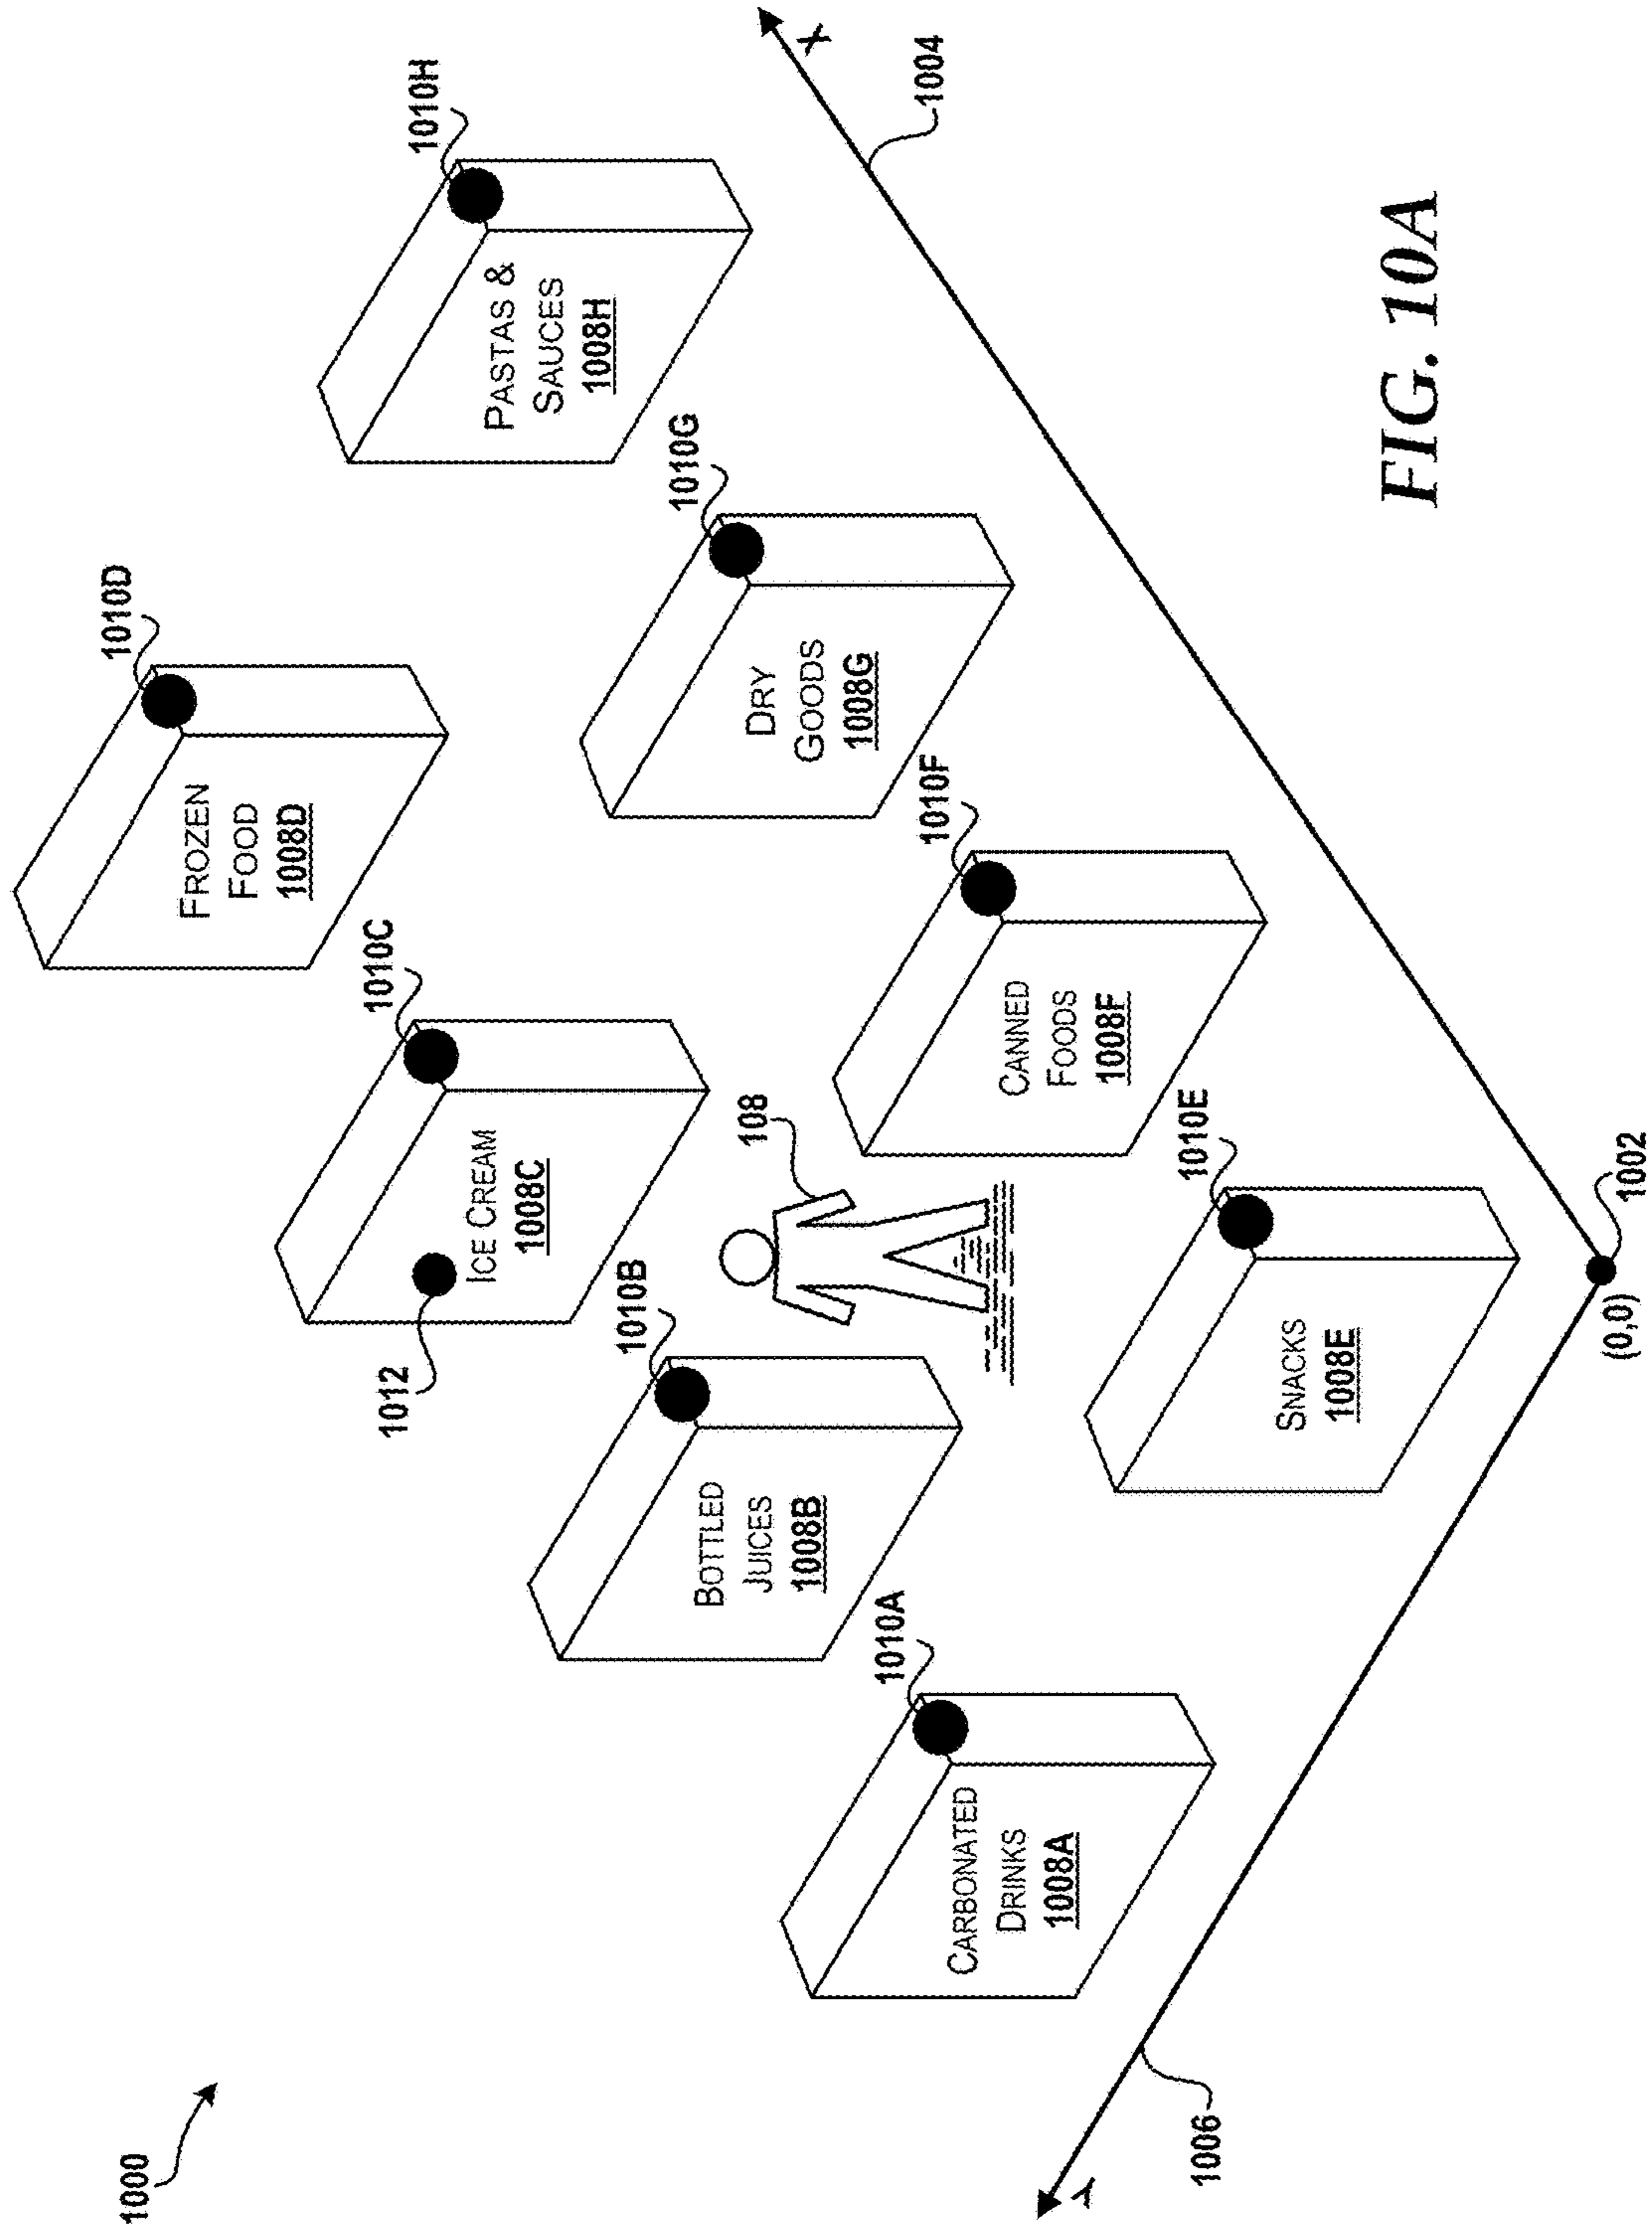 1000
1010D
FROZEN
FOOD
1008D
1010C
1012
ICE CREAM
1008C
1010H
PASTAS &
SAUCES
1008H
1010B
BOTTLED
JUICES
1008B
1010G
DRY
GOODS
1008G
108
X
1004
1010A
CARBONATED
DRINKS
1008A
1010F
CANNED
FOODS
1008F
Y
1006
1010E
SNACKS
1008E
(0,0)
1002
FIG. 10A